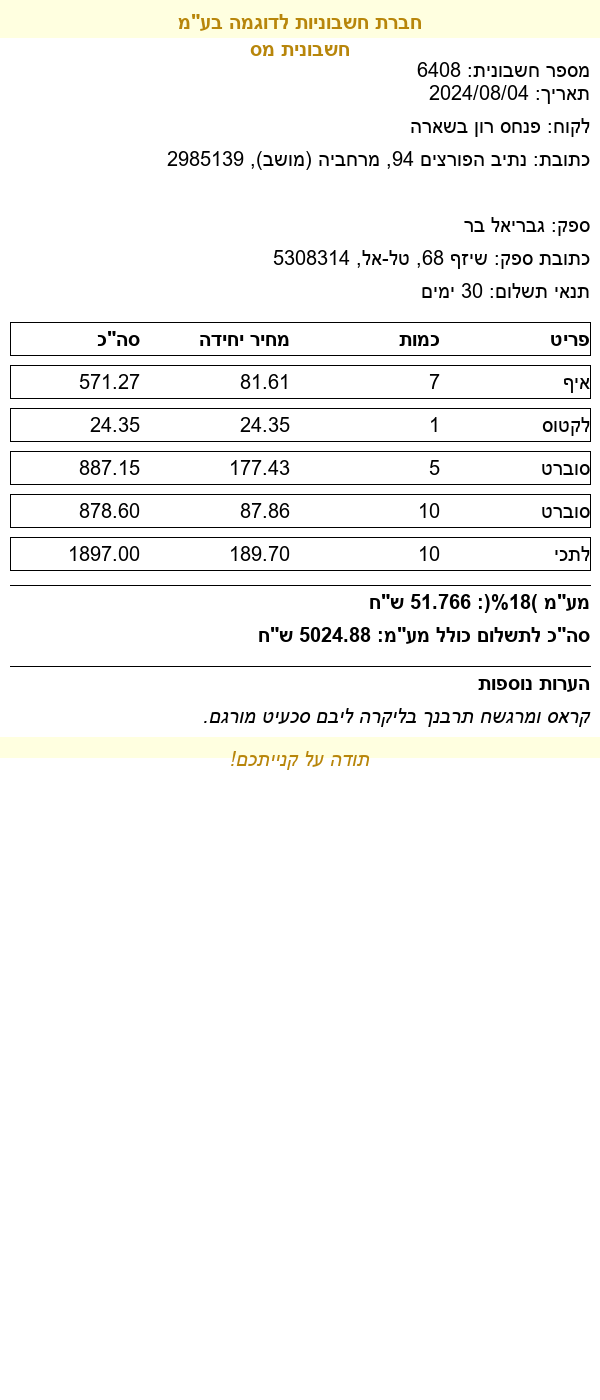 חברת חשבוניות לדוגמה בע"מ
חשבונית מס
מספר חשבונית: 6408
תאריך: 2024/08/04
לקוח: פנחס רון בשארה
כתובת: נתיב הפורצים 94, מרחביה (מושב), 2985139
ספק: גבריאל בר
כתובת ספק: שיזף 68, טל-אל, 5308314
תנאי תשלום: 30 ימים
פריט כמות מחיר יחידה סה"כ
איף 7 81.61 571.27
לקטוס 1 24.35 24.35
סוברט 5 177.43 887.15
סוברט 10 87.86 878.60
לתכי 10 189.70 1897.00
מע"מ )18%(: 51.766 ש"ח
סה"כ לתשלום כולל מע"מ: 5024.88 ש"ח
הערות נוספות
קראס ומרגשח תרבנך בליקרה ליבם סכעיט מורגם.
תודה על קנייתכם!